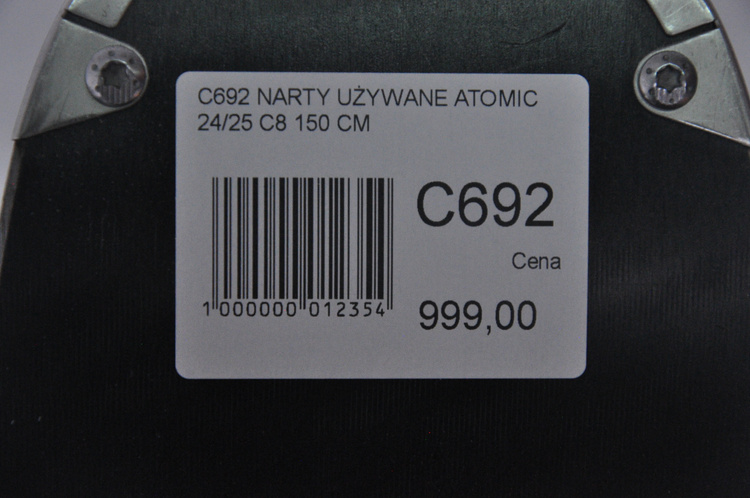 C692 NARTY UŻYWANE ATOMIC
24/25 C8 150 CM
C692
Cena
1 000000 012354
999,00